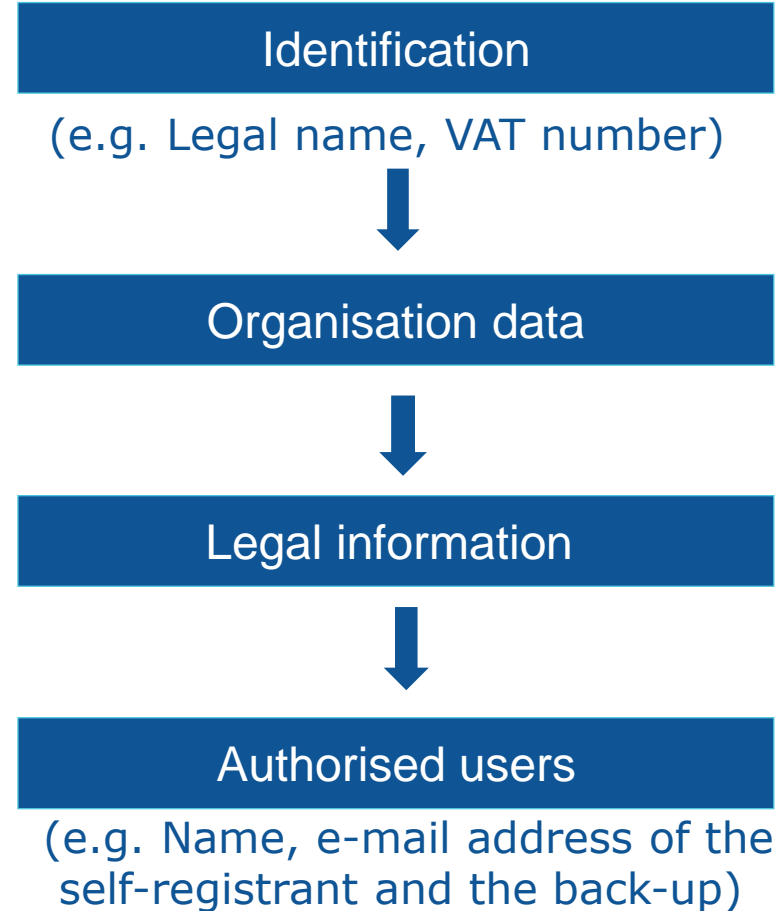 Identification
(e.g. Legal name, VAT number)
Organisation data
Legal information
Authorised users
(e.g. Name, e-mail address of the
self-registrant and the back-up)